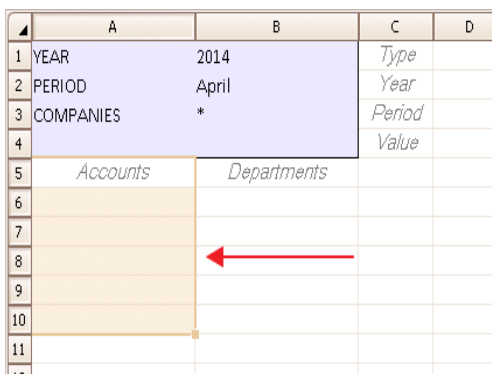 A B C D
1 YEAR 2014 Type
2 PERIOD April Year
3 COMPANIES * Period
4 Value
5 Accounts Departments
6
7
8
9
10
11